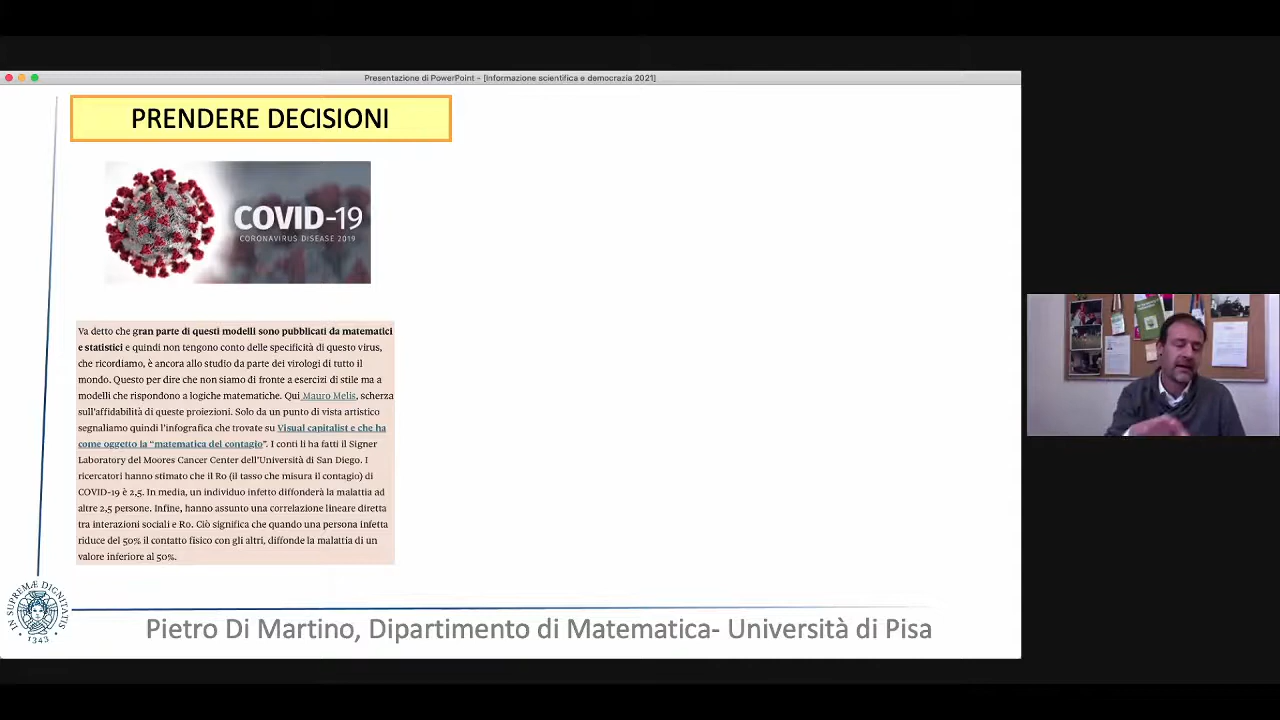 Presentazione di PowerPoint - [Informazione scientifica e democrazia 2021]
PRENDERE DECISIONI
COVID-19
CORONAVIRUS DISEASE 2019
Va detto che gran parte di questi modelli sono pubblicati da matematici
e statistici e quindi non tengono conto delle specificità di questo virus,
che ricordiamo, è ancora allo studio da parte dei virologi di tutto il
mondo. Questo per dire che non siamo di fronte a esercizi di stile ma a
modelli che rispondono a logiche matematiche. Qui Mauro Melis, scherza
sull'affidabilità di queste proiezioni. Solo da un punto di vista artistico
segnaliamo quindi l'infografica che trovate su Visual capitalist e che ha
come oggetto la “matematica del contagio”. I conti li ha fatti il Signer
Laboratory del Moores Cancer Center dell'Università di San Diego. I
ricercatori hanno stimato che il Ro (il tasso che misura il contagio) di
COVID-19 è 2,5. In media, un individuo infetto diffonderà la malattia ad
altre 2,5 persone. Infine, hanno assunto una correlazione lineare diretta
tra interazioni sociali e Ro. Ciò significa che quando una persona infetta
riduce del 50% il contatto fisico con gli altri, diffonde la malattia di un
valore inferiore al 50%.
IN SUPREMÆ DIGNITATIS
1343
Pietro Di Martino, Dipartimento di Matematica- Università di Pisa